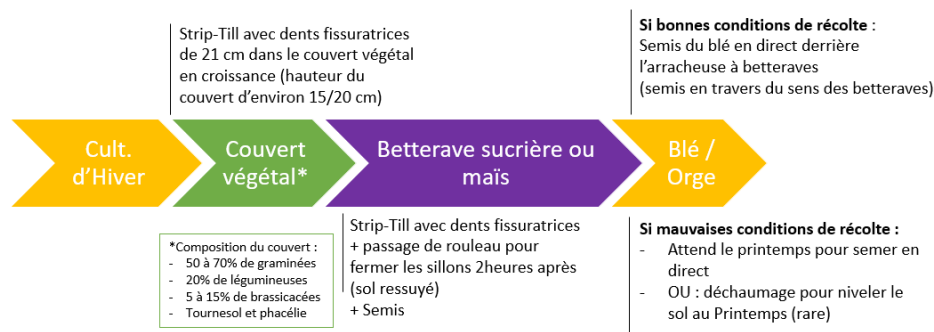 Strip-Till avec dents fissuratrices
de 21 cm dans le couvert végétal
en croissance (hauteur du
couvert d'environ 15/20 cm)
Si bonnes conditions de récolte :
Semis du blé en direct derrière
l'arracheuse à betteraves
(semis en travers du sens des betteraves)
Cult.
d'Hiver
Couvert
végétal*
Betterave sucrière ou
maïs
Blé /
Orge
*Composition du couvert :
- 50 à 70% de graminées
- 20% de légumineuses
- 5 à 15% de brassicacées
- Tournesol et phacélie
Strip-Till avec dents fissuratrices
+ passage de rouleau pour
fermer les sillons 2heures après
(sol ressuyé)
+ Semis
Si mauvaises conditions de récolte :
- Attend le printemps pour semer en
direct
- OU : déchaumage pour niveler le
sol au Printemps (rare)